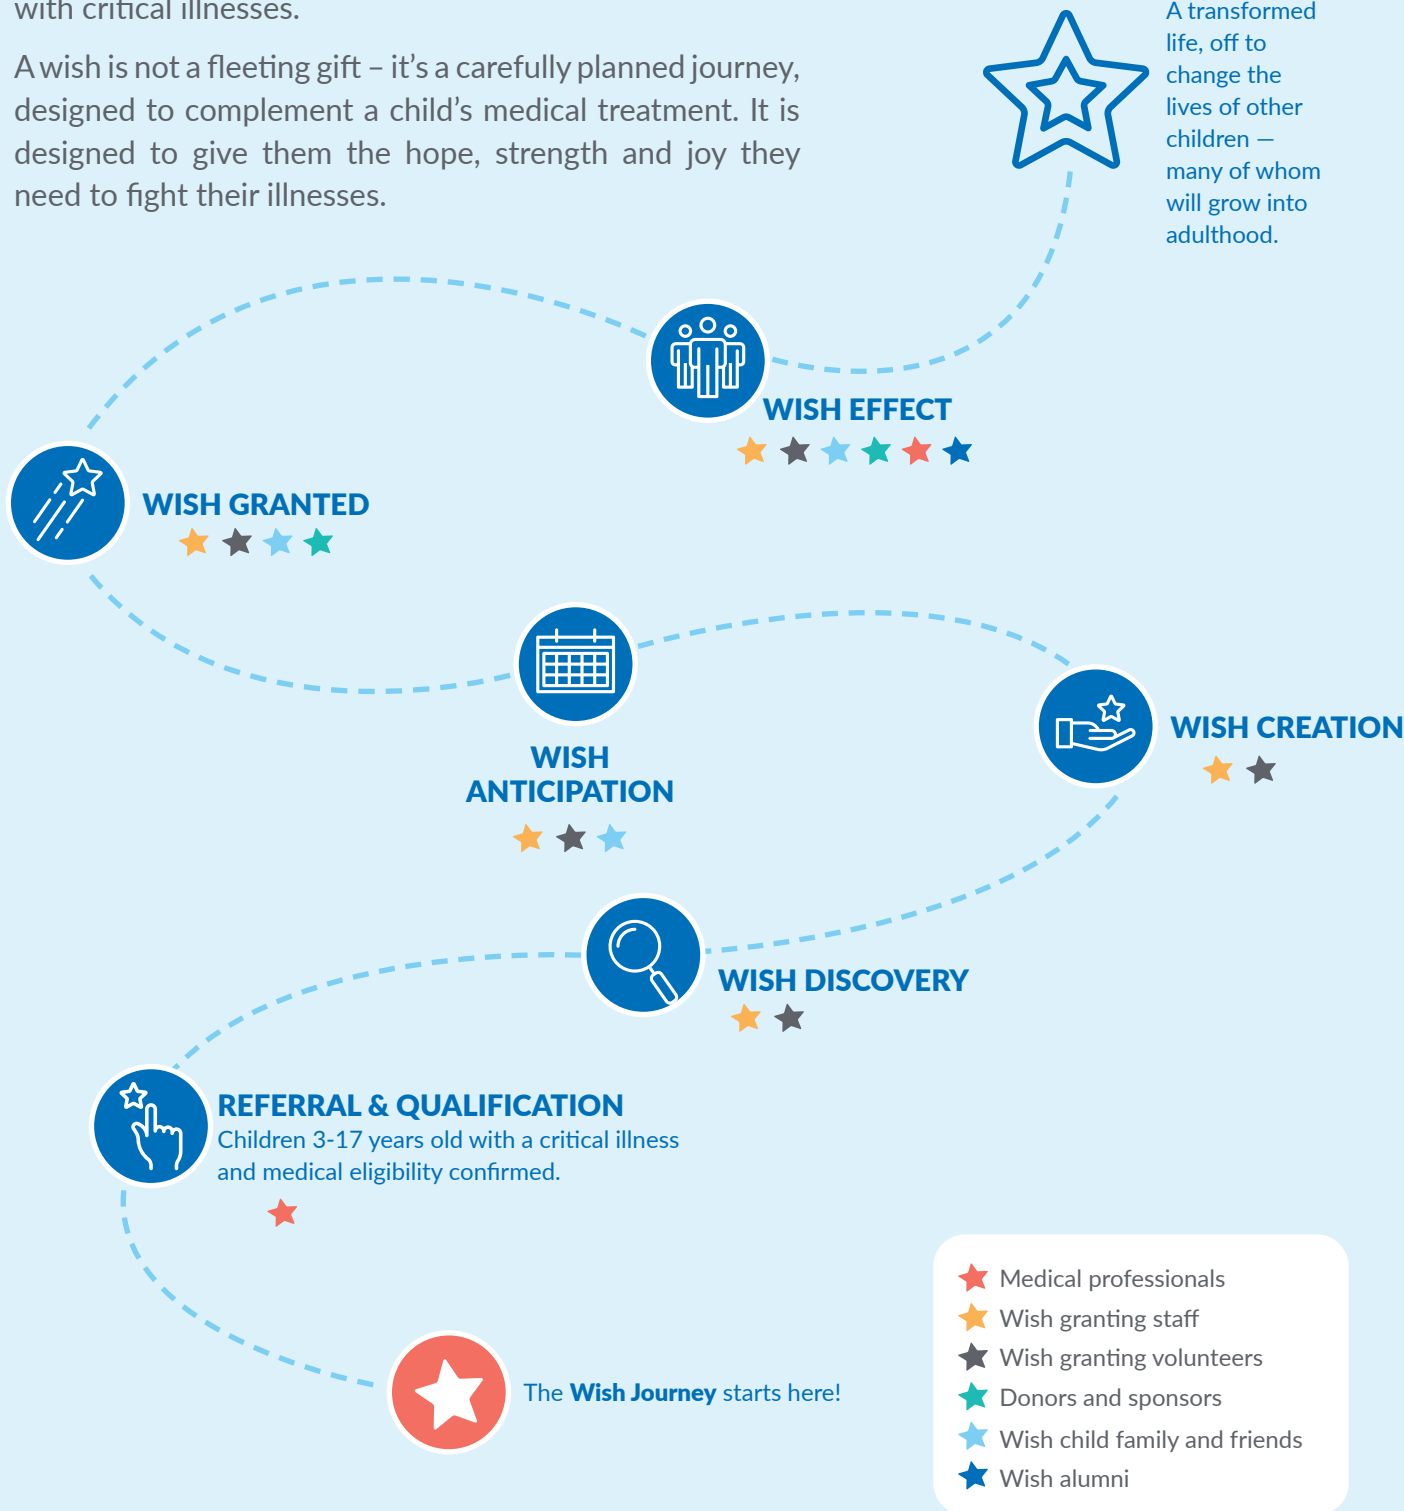 with critical illnesses.
A wish is not a fleeting gift – it’s a carefully planned journey,
designed to complement a child’s medical treatment. It is
designed to give them the hope, strength and joy they
need to fight their illnesses.
A transformed
life, off to
change the
lives of other
children —
many of whom
will grow into
adulthood.
WISH EFFECT
WISH GRANTED
WISH
ANTICIPATION
WISH CREATION
WISH DISCOVERY
REFERRAL & QUALIFICATION
Children 3-17 years old with a critical illness
and medical eligibility confirmed.
The Wish Journey starts here!
Medical professionals
Wish granting staff
Wish granting volunteers
Donors and sponsors
Wish child family and friends
Wish alumni